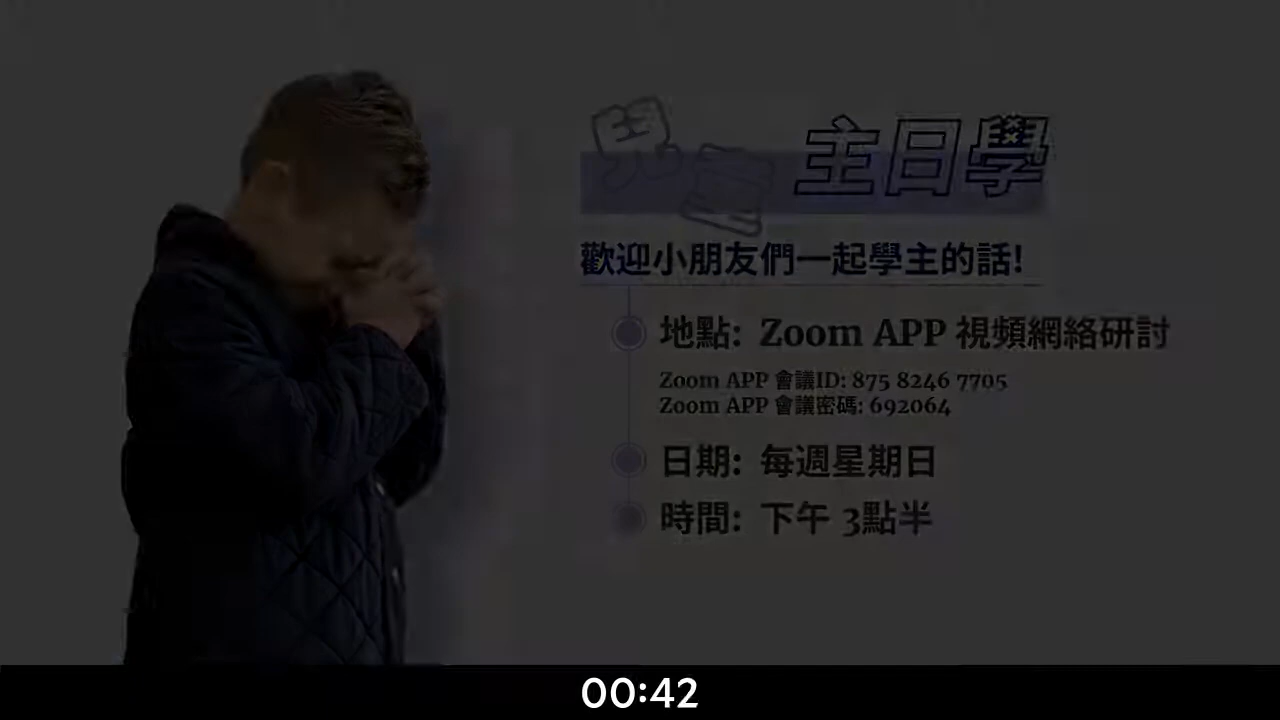 兒童 主日學
歡迎小朋友們一起學主的話!
地點: Zoom APP 視頻網絡研討
Zoom APP 會議ID: 875 8246 7705
Zoom APP 會議密碼: 692064
日期: 每週星期日
時間: 下午 3點半
00:42